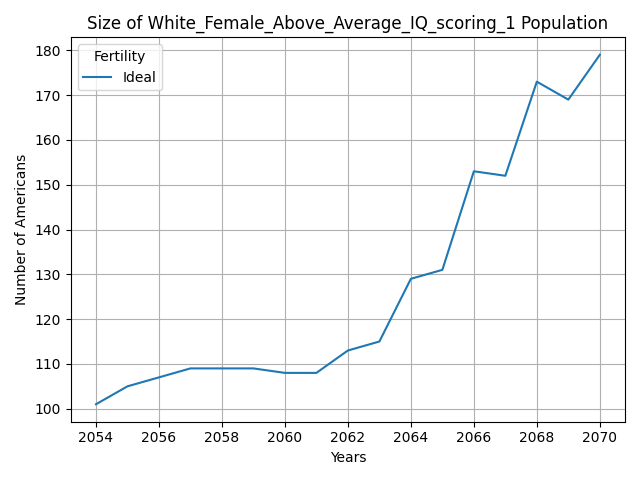 Size of White_Female_Above_Average_IQ_scoring_1 Population
Fertility
Ideal
180
170
160
150
140
130
120
110
100
Number of Americans
2054 2056 2058 2060 2062 2064 2066 2068 2070
Years